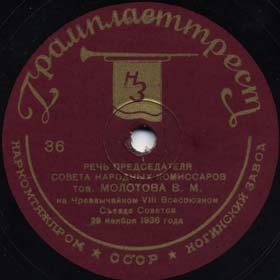 Грампласттрест
НЗ
36
РЕЧЬ ПРЕДСЕДАТЕЛЯ
СОВЕТА НАРОДНЫХ КОМИССАРОВ
тов. МОЛОТОВА В. М.
на Чрезвычайном VIII Всесоюзном
Съезде Советов
29 ноября 1936 года
НАРКОМТЯЖПРОМ ★ СССР ★ НОГИНСКИЙ ЗАВОД